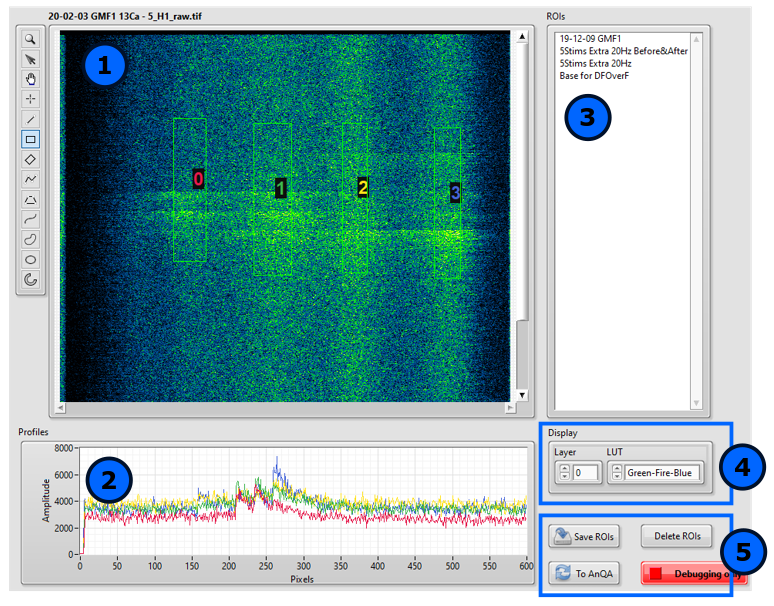 20-02-03 GMF1 13Ca - 5_H1_raw.tif
ROIs
1
19-12-09 GMF1
5Stims Extra 20Hz Before&After
5Stims Extra 20Hz
Base for DFOverF
3
0
1
2
3
Profiles
8000
6000
4000
2000
0
Amplitude
2
0
50
100
150
200
250
300
350
400
450
500
550
600
Pixels
Display
Layer
LUT
0
Green-Fire-Blue
4
Save ROIs
Delete ROIs
5
To AnQA
Debugging only